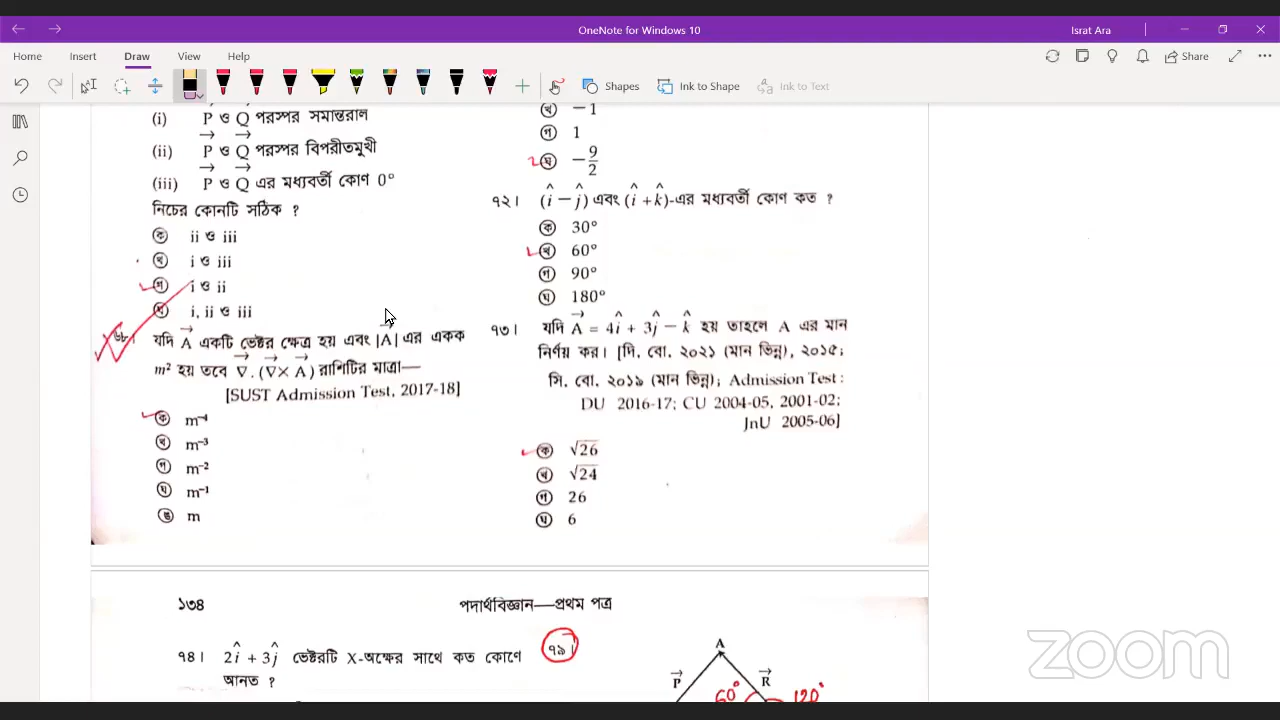 OneNote for Windows 10
Israt Ara
Home Insert Draw View Help
Share
Shapes
Ink to Shape
Ink to Text
(i) P ও Q পরস্পর সমান্তরাল
(ii) P ও Q পরস্পর বিপরীতমুখী
(iii) P ও Q এর মধ্যবর্তী কোণ 0°
নিচের কোনটি সঠিক ?
ক ii ও iii
খ i ও iii
গ i ও ii
ঘ i, ii ও iii
৬৮। যদি A⃗ একটি ভেক্টর ক্ষেত্র হয় এবং |A⃗| এর একক
m² হয় তবে ∇⃗. (∇⃗× A⃗) রাশিটির মাত্রা—
[SUST Admission Test, 2017-18]
ক m⁻⁴
খ m⁻³
গ m⁻²
ঘ m⁻¹
ঙ m
খ −1
গ 1
ঘ −9/2
৭২। (î − ĵ) এবং (î + k̂)-এর মধ্যবর্তী কোণ কত ?
ক 30°
খ 60°
গ 90°
ঘ 180°
৭৩। যদি A⃗ = 4î + 3ĵ − k̂ হয় তাহলে A এর মান
নির্ণয় কর। [দি. বো. ২০২১ (মান ভিন্ন), ২০১৫;
সি. বো. ২০১৯ (মান ভিন্ন); Admission Test :
DU 2016-17; CU 2004-05, 2001-02;
JnU 2005-06]
ক √26
খ √24
গ 26
ঘ 6
১৩৪ পদার্থবিজ্ঞান—প্রথম পত্র
৭৪। 2î + 3ĵ ভেক্টরটি X-অক্ষের সাথে কত কোণে
আনত ?
৭৯।
A
P⃗
R⃗
60°
120°
zoom